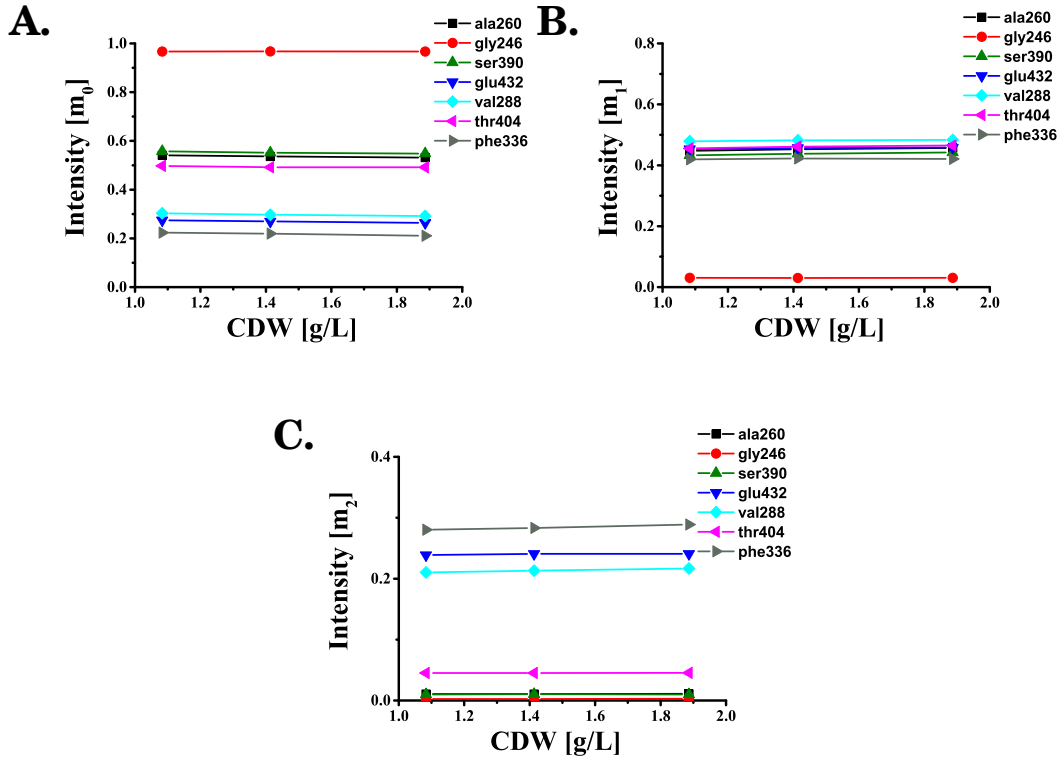 A.
ala260
gly246
ser390
glu432
val288
thr404
phe336
1.0
0.8
0.6
0.4
0.2
0.0
Intensity [m0]
1.0 1.2 1.4 1.6 1.8 2.0
CDW [g/L]
B.
ala260
gly246
ser390
glu432
val288
thr404
phe336
0.8
0.6
0.4
0.2
0.0
Intensity [m1]
1.0 1.2 1.4 1.6 1.8 2.0
CDW [g/L]
C.
ala260
gly246
ser390
glu432
val288
thr404
phe336
0.4
0.2
0.0
Intensity [m2]
1.0 1.2 1.4 1.6 1.8 2.0
CDW [g/L]